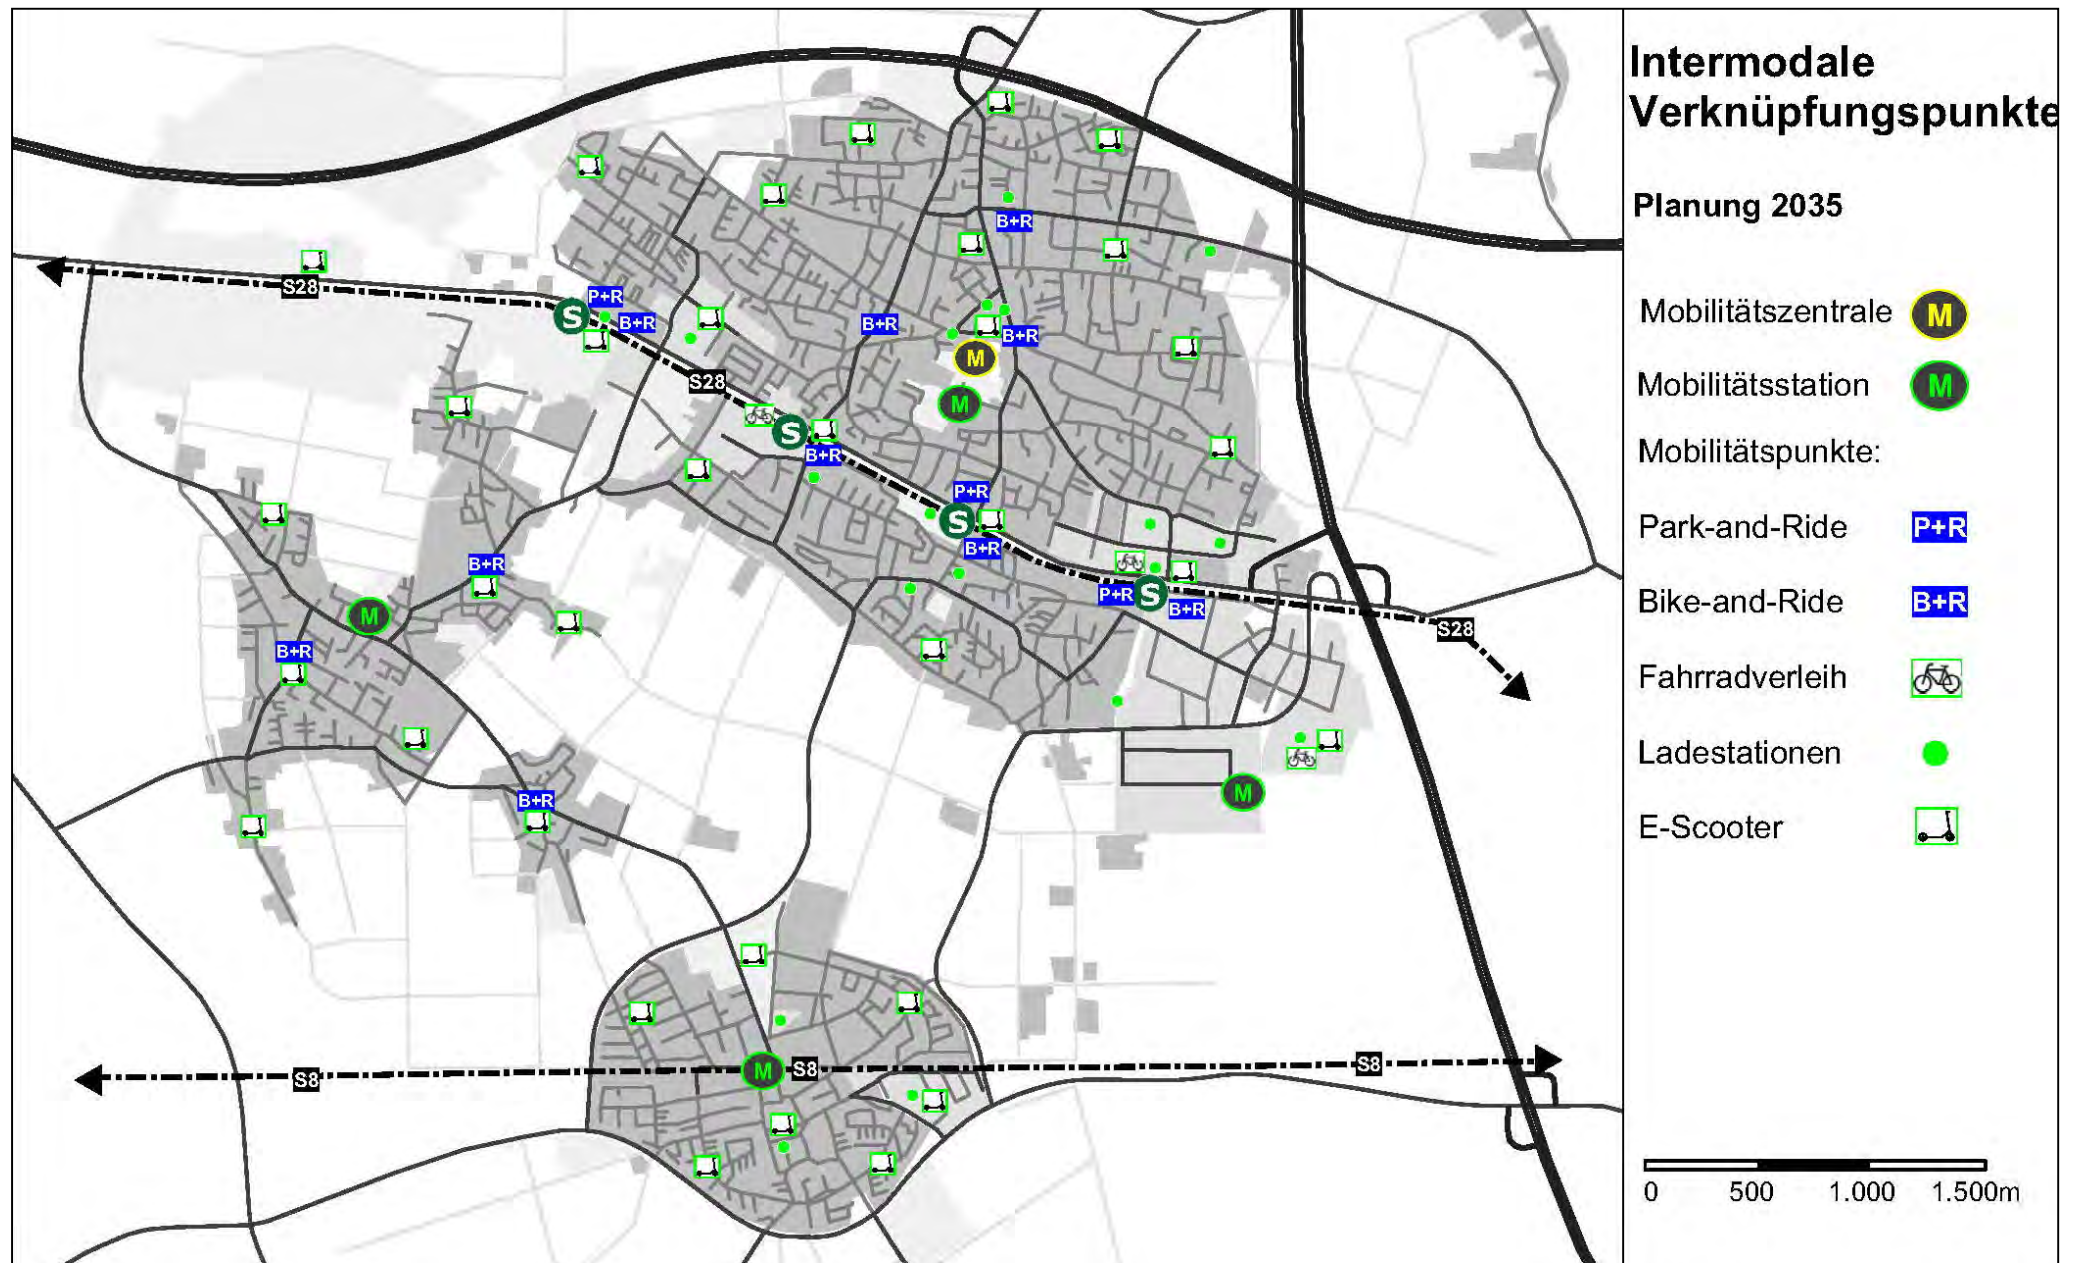 Intermodale
Verknüpfungspunkte
Planung 2035
Mobilitätszentrale M
Mobilitätsstation M
Mobilitätspunkte:
Park-and-Ride P+R
Bike-and-Ride B+R
Fahrradverleih
Ladestationen
E-Scooter
0 500 1.000 1.500m
B+R
S28
P+R
S
B+R
B+R
B+R
M
S28
M
S
B+R
P+R
S
B+R
B+R
P+R
S
B+R
M
S28
B+R
M
B+R
M
S8
S8
S8